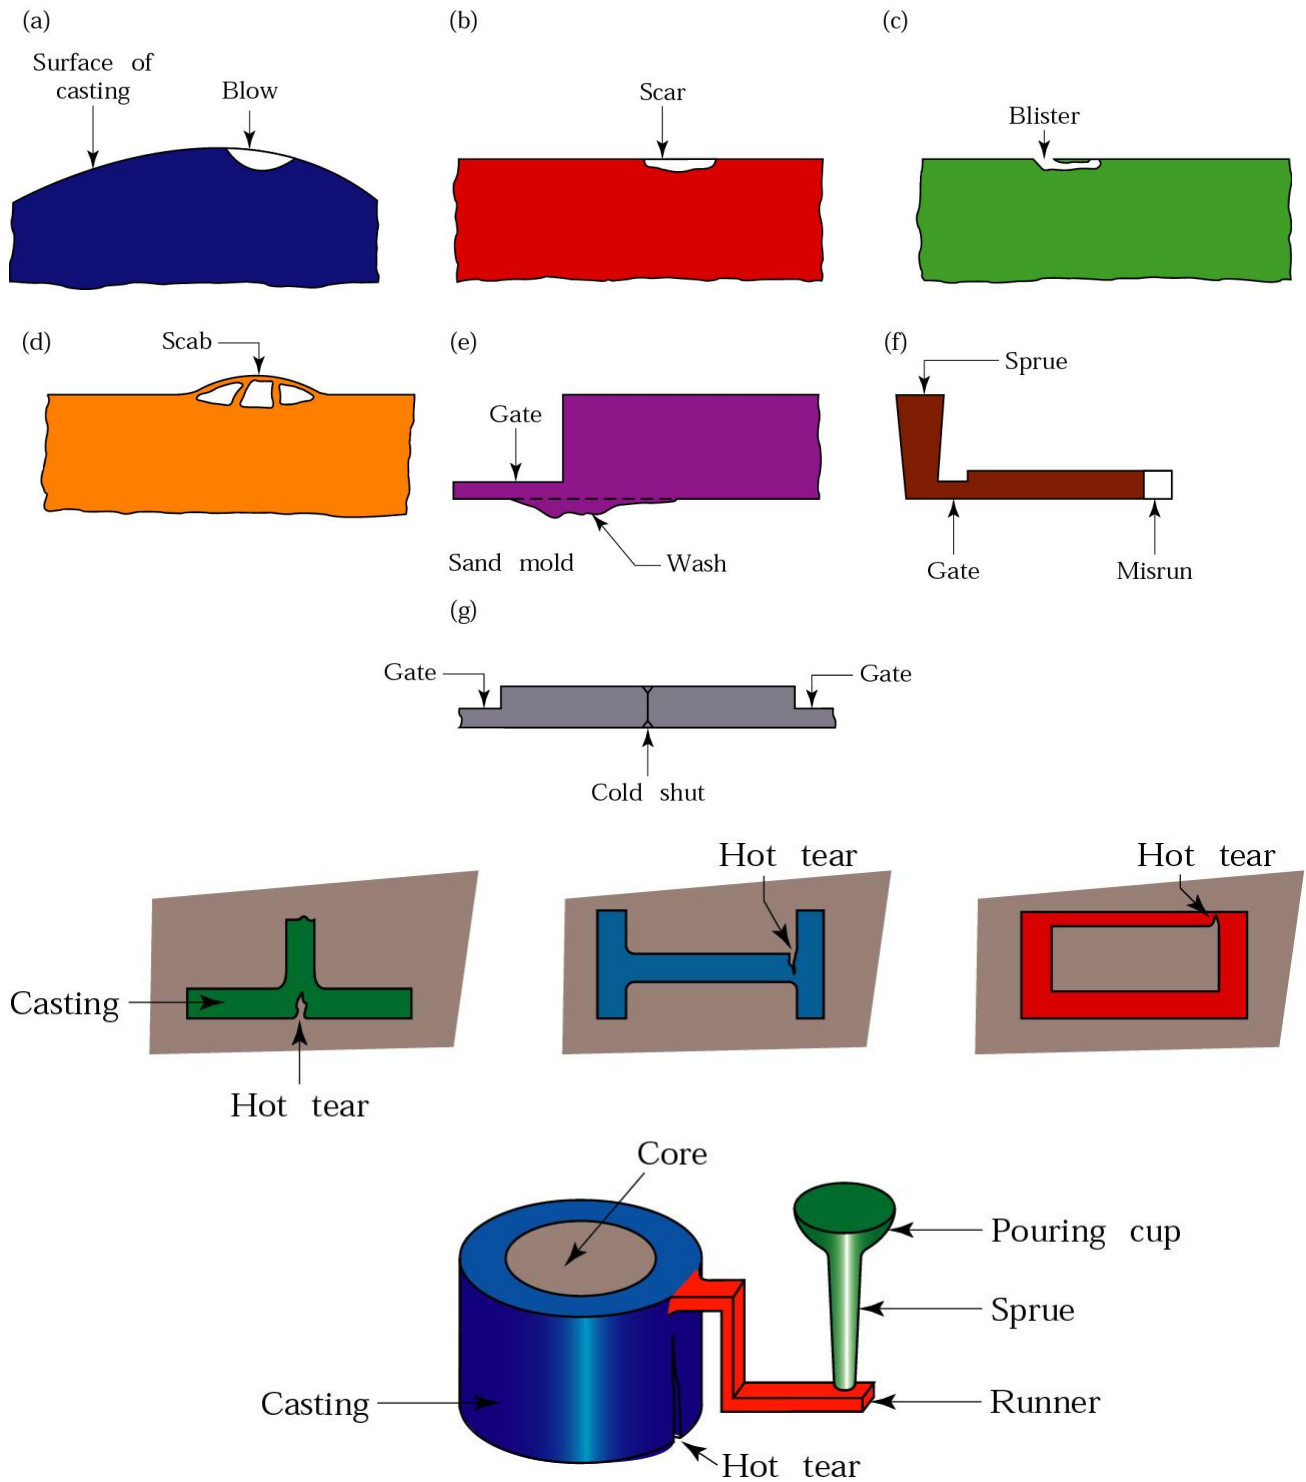 (a)
Surface of
casting
Blow
(b)
Scar
(c)
Blister
(d)
Scab
(e)
Gate
Sand mold
Wash
(f)
Sprue
Gate
Misrun
(g)
Gate
Gate
Cold shut
Casting
Hot tear
Hot tear
Hot tear
Core
Pouring cup
Sprue
Runner
Casting
Hot tear